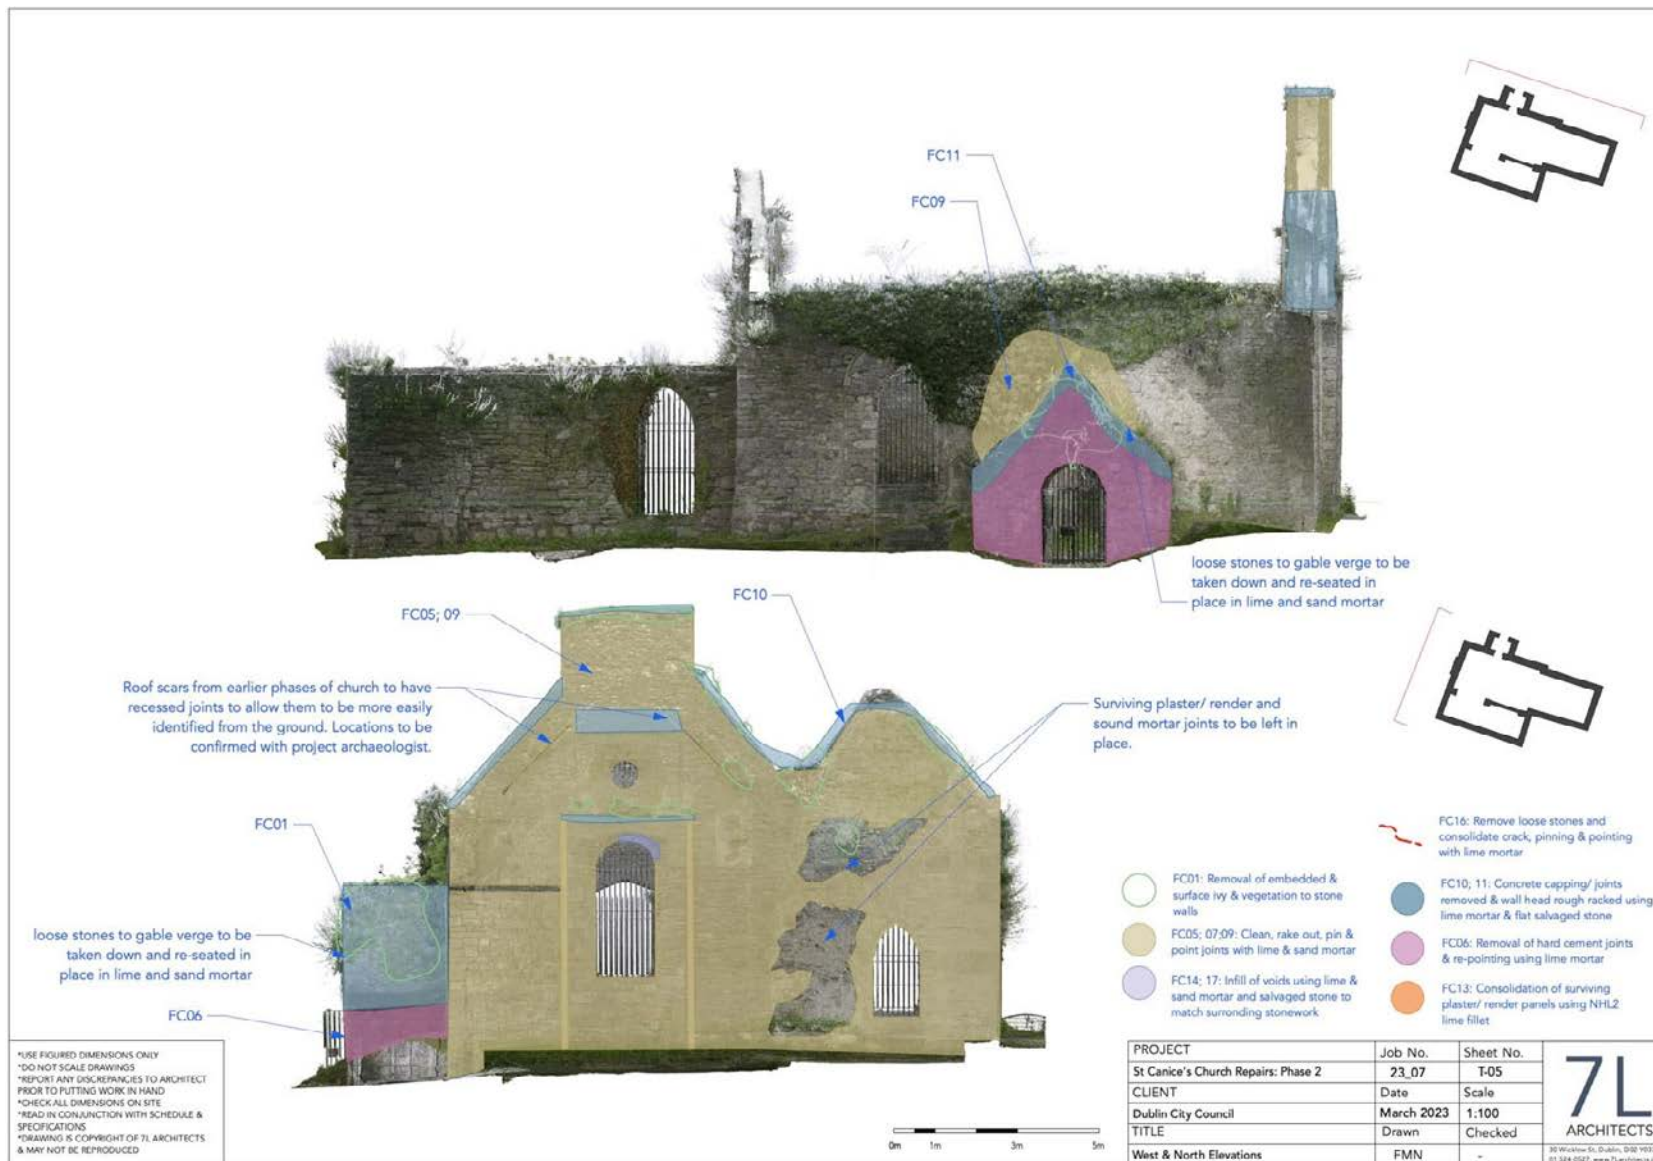 FC11
FC09
loose stones to gable verge to be
taken down and re-seated in
place in lime and sand mortar
FC05; 09
FC10
Roof scars from earlier phases of church to have
recessed joints to allow them to be more easily
identified from the ground. Locations to be
confirmed with project archaeologist.
Surviving plaster/ render and
sound mortar joints to be left in
place.
FC01
loose stones to gable verge to be
taken down and re-seated in
place in lime and sand mortar
FC06
FC01: Removal of embedded &
surface ivy & vegetation to stone
walls
FC05; 07;09: Clean, rake out, pin &
point joints with lime & sand mortar
FC14; 17: Infill of voids using lime &
sand mortar and salvaged stone to
match surronding stonework
FC16: Remove loose stones and
consolidate crack, pinning & pointing
with lime mortar
FC10; 11: Concrete capping/ joints
removed & wall head rough racked using
lime mortar & flat salvaged stone
FC06: Removal of hard cement joints
& re-pointing using lime mortar
FC13: Consolidation of surviving
plaster/ render panels using NHL2
lime fillet
*USE FIGURED DIMENSIONS ONLY
*DO NOT SCALE DRAWINGS
*REPORT ANY DISCREPANCIES TO ARCHITECT
PRIOR TO PUTTING WORK IN HAND
*CHECK ALL DIMENSIONS ON SITE
*READ IN CONJUNCTION WITH SCHEDULE &
SPECIFICATIONS
*DRAWING IS COPYRIGHT OF 7L ARCHITECTS
& MAY NOT BE REPRODUCED
0m 1m 3m 5m
PROJECT Job No. Sheet No.
St Canice's Church Repairs: Phase 2 23_07 T-05
CLIENT Date Scale
Dublin City Council March 2023 1:100
TITLE Drawn Checked
West & North Elevations FMN -
7L
ARCHITECTS
30 Wicklow St, Dublin, D02